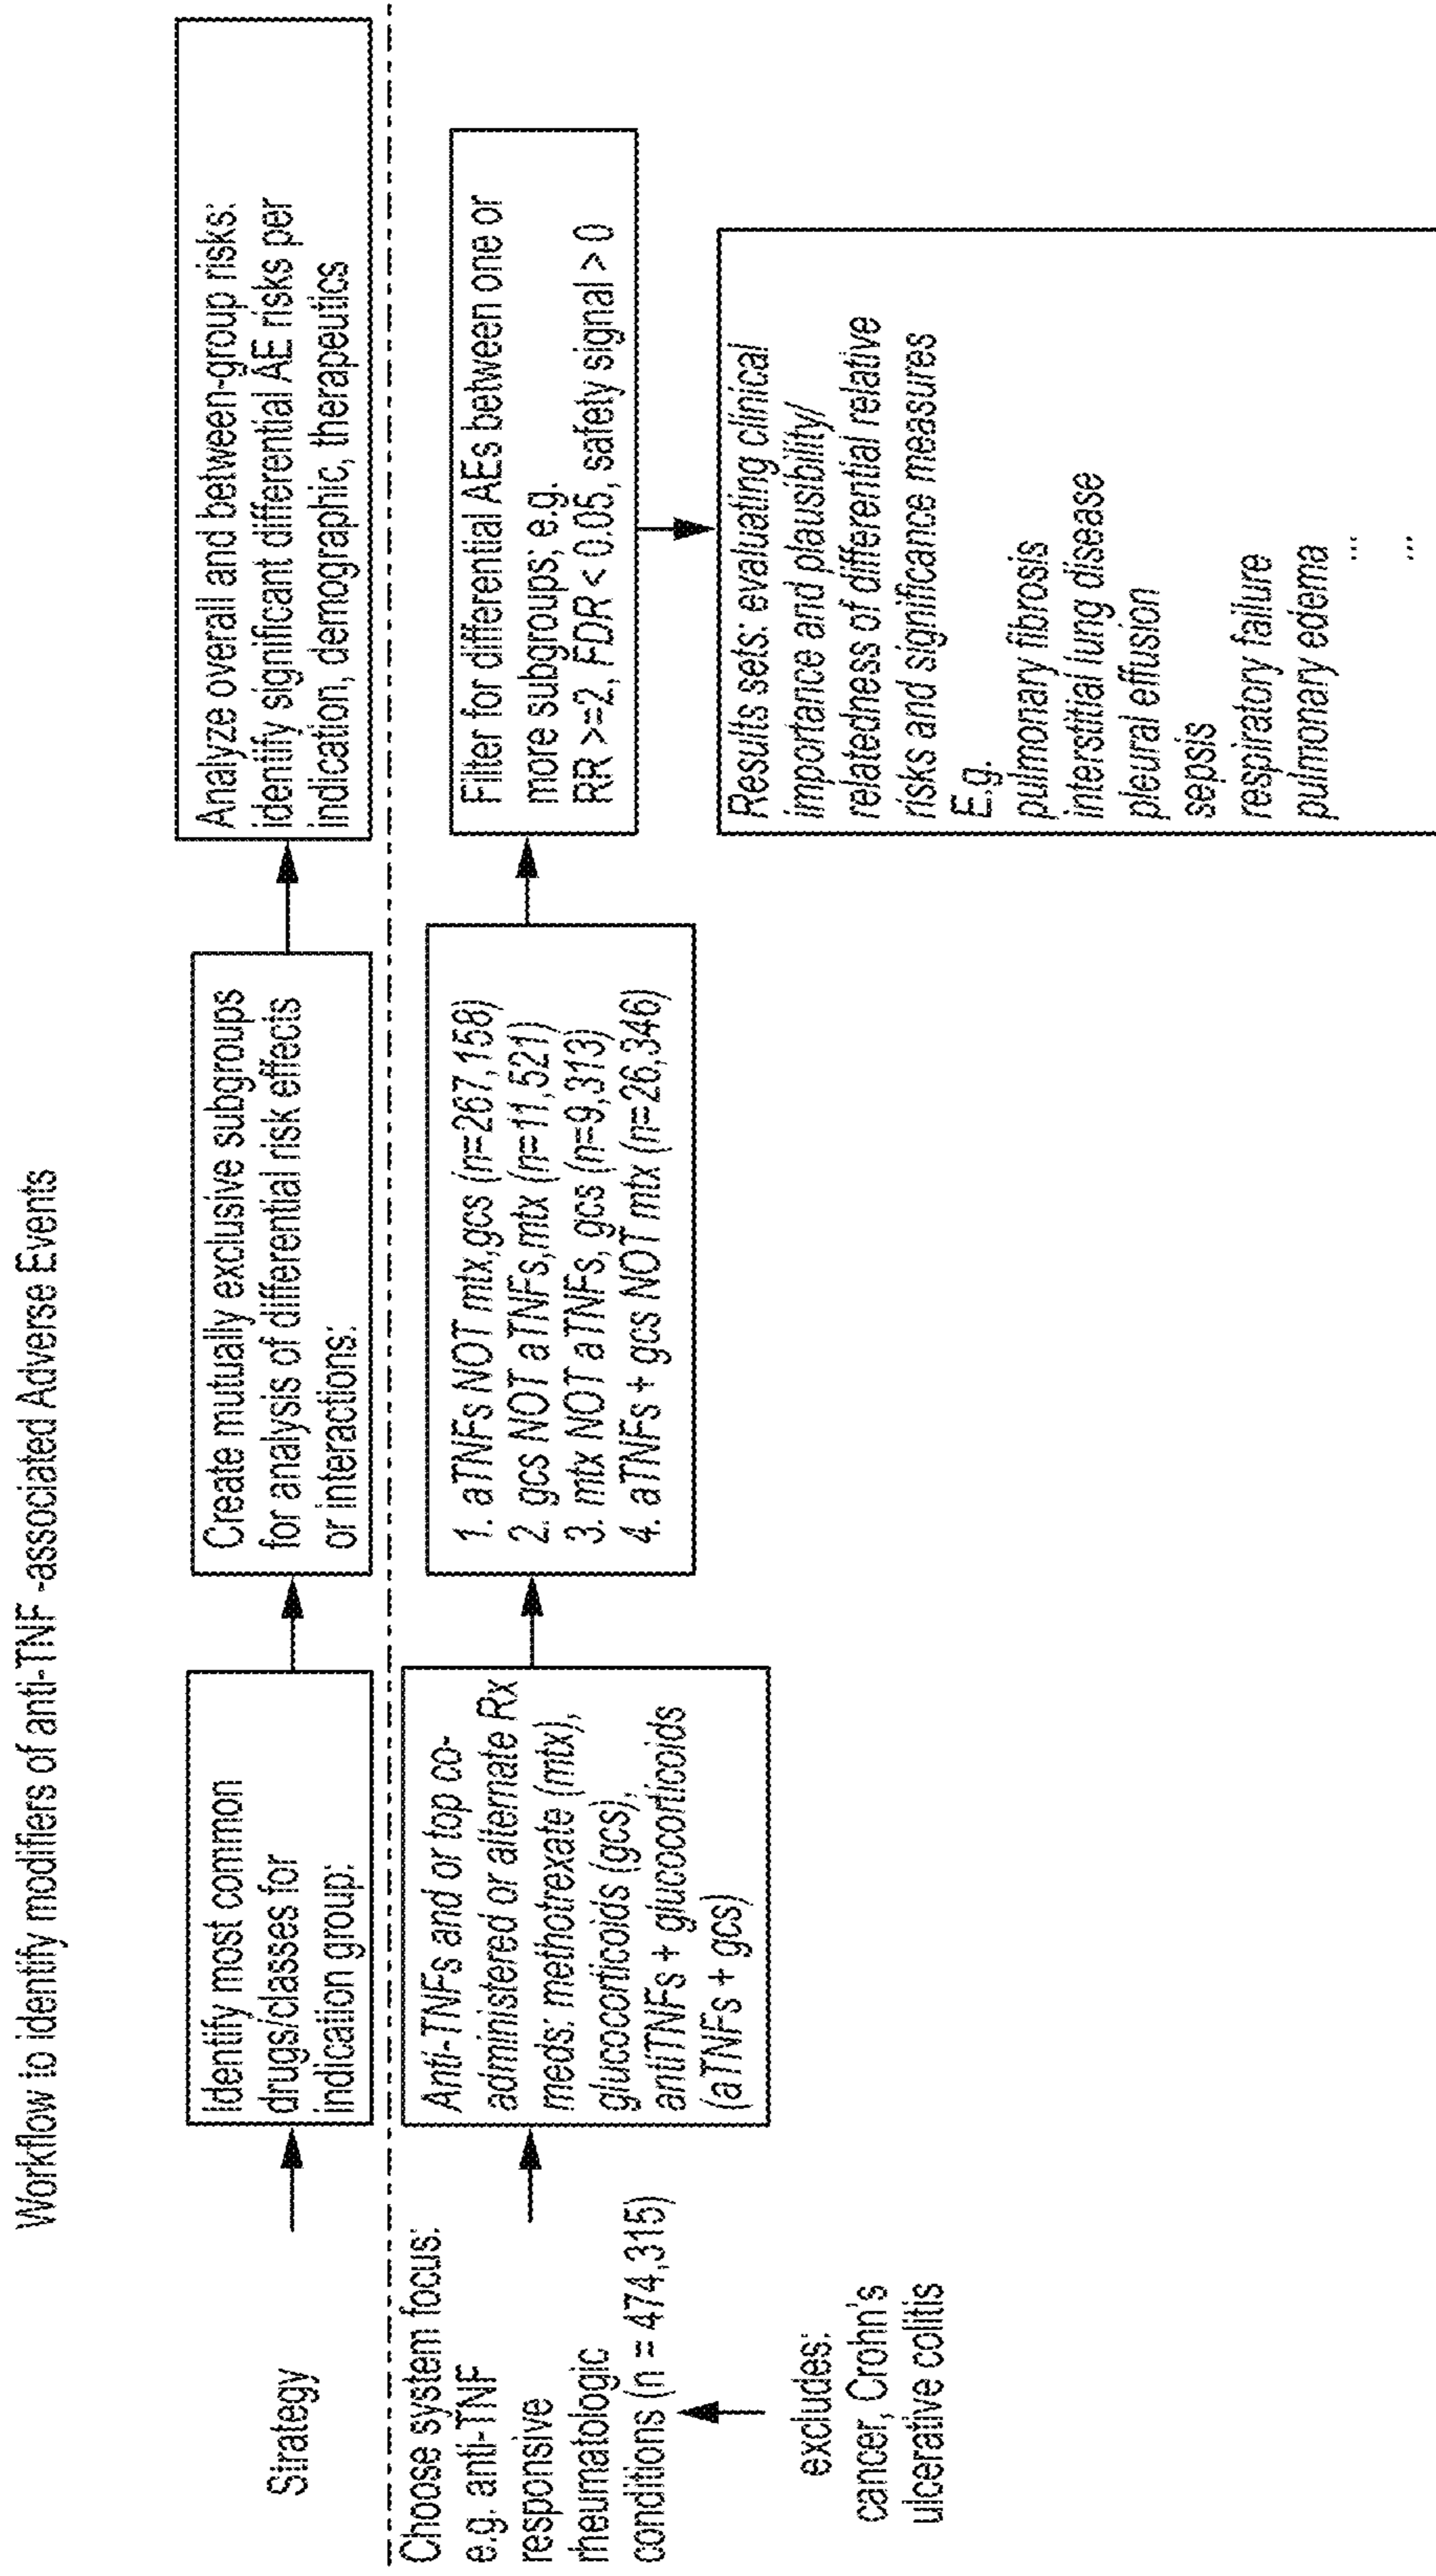 Workflow to identify modifiers of anti-TNF -associated Adverse Events
Strategy
Identify most common
drugs/classes for
indication group:
Create mutually exclusive subgroups
for analysis of differential risk effects
or interactions:
Analyze overall and between-group risks:
identify significant differential AE risks per
indication, demographic, therapeutics
Choose system focus:
e.g. anti-TNF
responsive
rheumatologic
conditions (n = 474,315)
excludes:
cancer, Crohn's
ulcerative colitis
Anti-TNFs and or top co-
administered or alternate Rx
meds: methotrexate (mtx),
glucocorticoids (gcs),
antiTNFs + glucocorticoids
(aTNFs + gcs)
1. aTNFs NOT mtx,gcs (n=267,158)
2. gcs NOT aTNFs,mtx (n=11,521)
3. mtx NOT aTNFs, gcs (n=9,313)
4. aTNFs + gcs NOT mtx (n=26,346)
Filter for differential AEs between one or
more subgroups; e.g.
RR >=2, FDR < 0.05, safety signal > 0
Results sets: evaluating clinical
importance and plausibility/
relatedness of differential relative
risks and significance measures
E.g.
pulmonary fibrosis
interstitial lung disease
pleural effusion
sepsis
respiratory failure
pulmonary edema
...
...